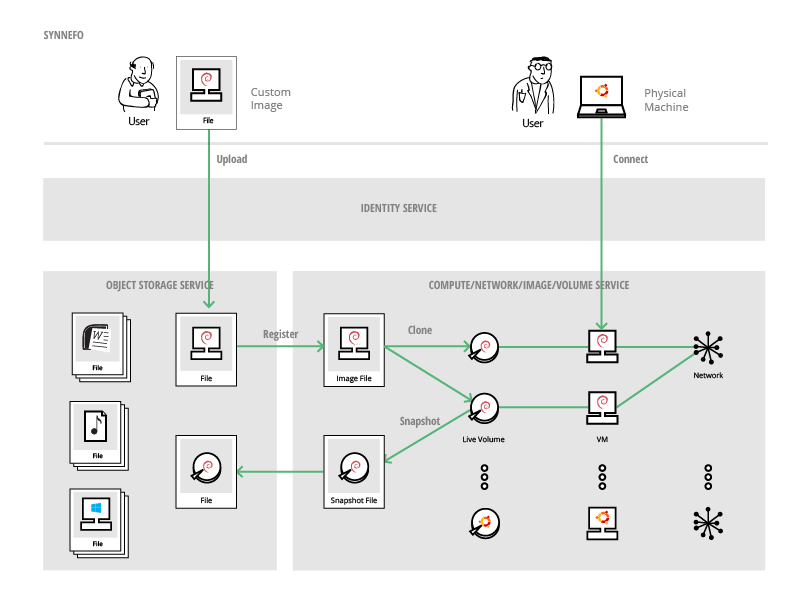 SYNNEFO
User
File
Custom
Image
User
Physical
Machine
Upload
Connect
IDENTITY SERVICE
OBJECT STORAGE SERVICE
COMPUTE/NETWORK/IMAGE/VOLUME SERVICE
W
File
File
Register
Image File
Clone
Network
File
Snapshot
Live Volume
VM
File
Snapshot File
File